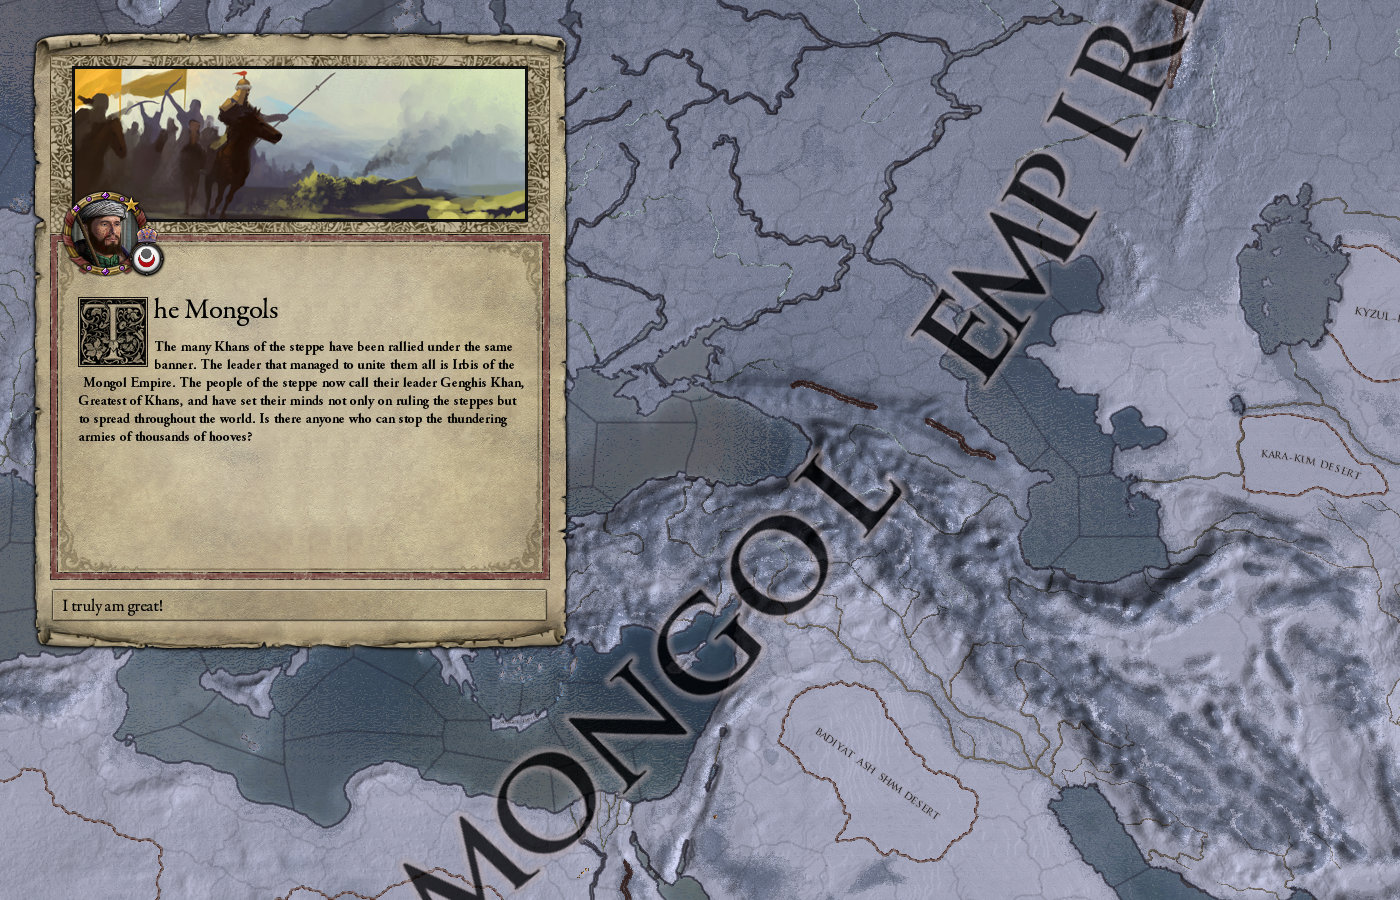 The Mongols
The many Khans of the steppe have been rallied under the same
banner. The leader that managed to unite them all is Irbis of the
Mongol Empire. The people of the steppe now call their leader Genghis Khan,
Greatest of Khans, and have set their minds not only on ruling the steppes but
to spread throughout the world. Is there anyone who can stop the thundering
armies of thousands of hooves?
I truly am great!
MONGOL EMPIRE
KARA-KUM DESERT
BADIYAT ASH SHAM DESERT